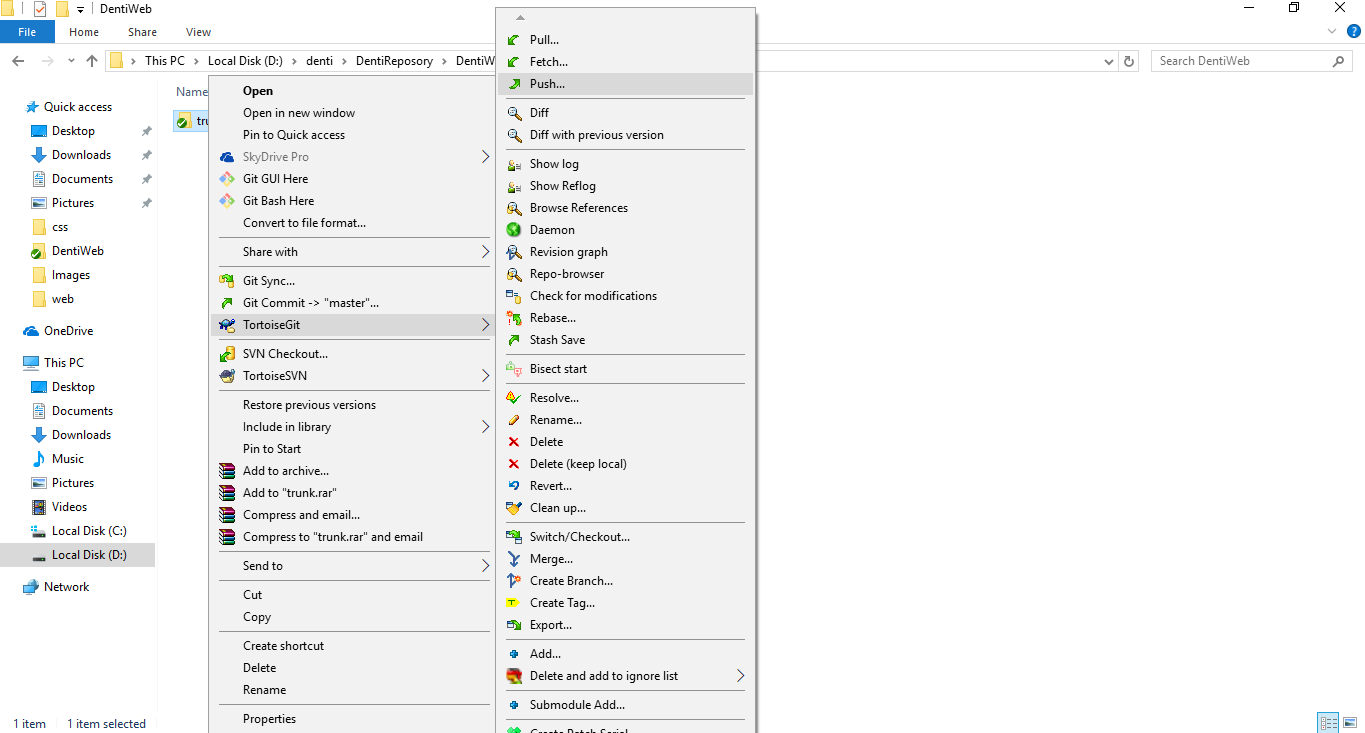 DentiWeb
File
Home
Share
View
This PC
Local Disk (D:)
denti
DentiReposory
DentiW
Search DentiWeb
Quick access
Desktop
Downloads
Documents
Pictures
css
DentiWeb
Images
web
OneDrive
This PC
Desktop
Documents
Downloads
Music
Pictures
Videos
Local Disk (C:)
Local Disk (D:)
Network
1 item
1 item selected
Name
tru
Open
Open in new window
Pin to Quick access
SkyDrive Pro
Git GUI Here
Git Bash Here
Convert to file format...
Share with
Git Sync...
Git Commit -> "master"...
TortoiseGit
SVN Checkout...
TortoiseSVN
Restore previous versions
Include in library
Pin to Start
Add to archive...
Add to "trunk.rar"
Compress and email...
Compress to "trunk.rar" and email
Send to
Cut
Copy
Create shortcut
Delete
Rename
Properties
Pull...
Fetch...
Push...
Diff
Diff with previous version
Show log
Show Reflog
Browse References
Daemon
Revision graph
Repo-browser
Check for modifications
Rebase...
Stash Save
Bisect start
Resolve...
Rename...
Delete
Delete (keep local)
Revert...
Clean up...
Switch/Checkout...
Merge...
Create Branch...
Create Tag...
Export...
Add...
Delete and add to ignore list
Submodule Add...
Create Patch Serial